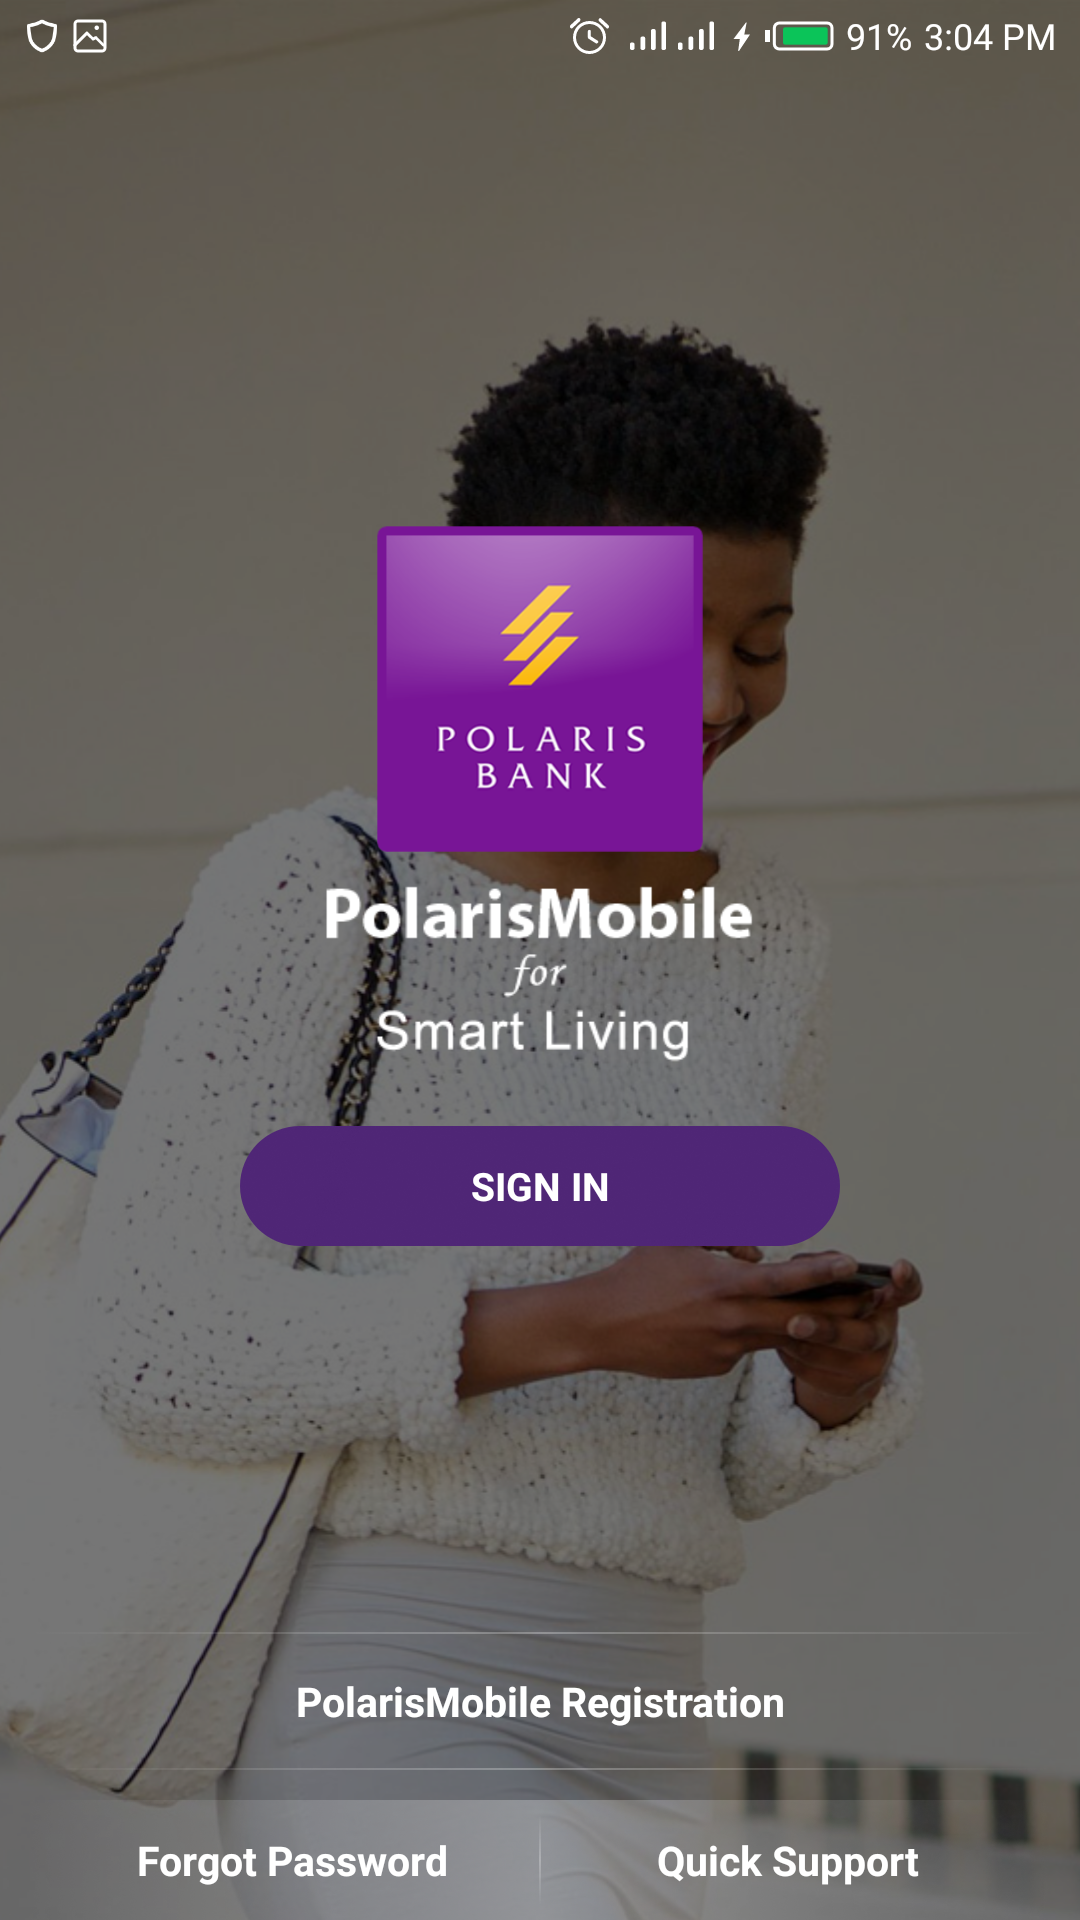 91% 3:04 PM
POLARIS
BANK
PolarisMobile
for
Smart Living
SIGN IN
PolarisMobile Registration
Forgot Password
Quick Support